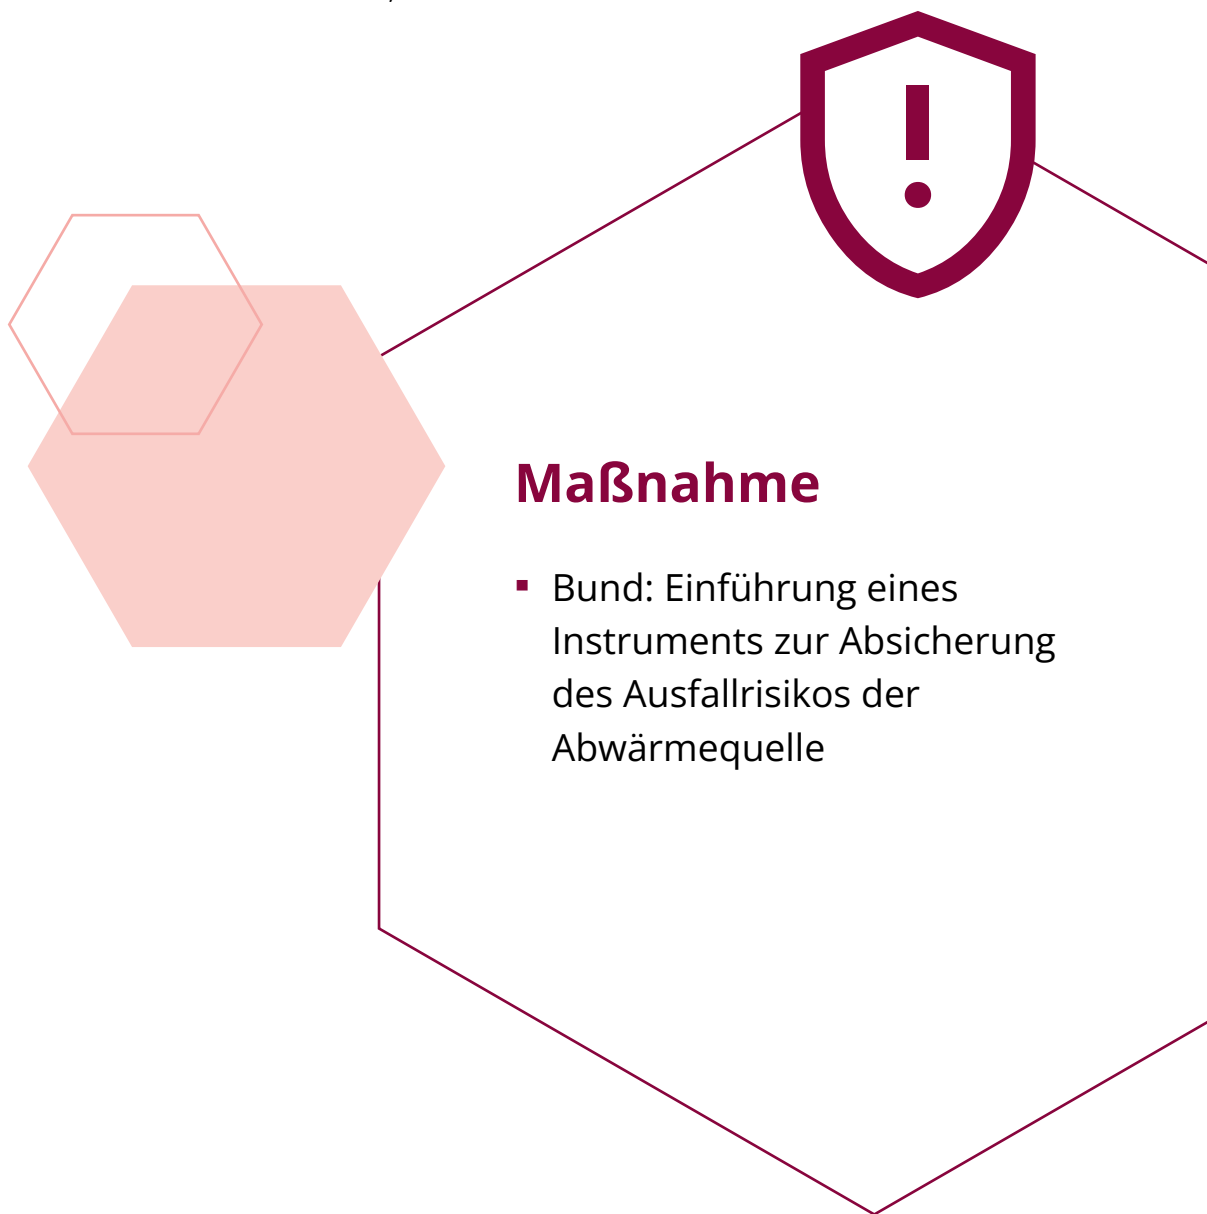 Maßnahme
▪ Bund: Einführung eines
Instruments zur Absicherung
des Ausfallrisikos der
Abwärmequelle